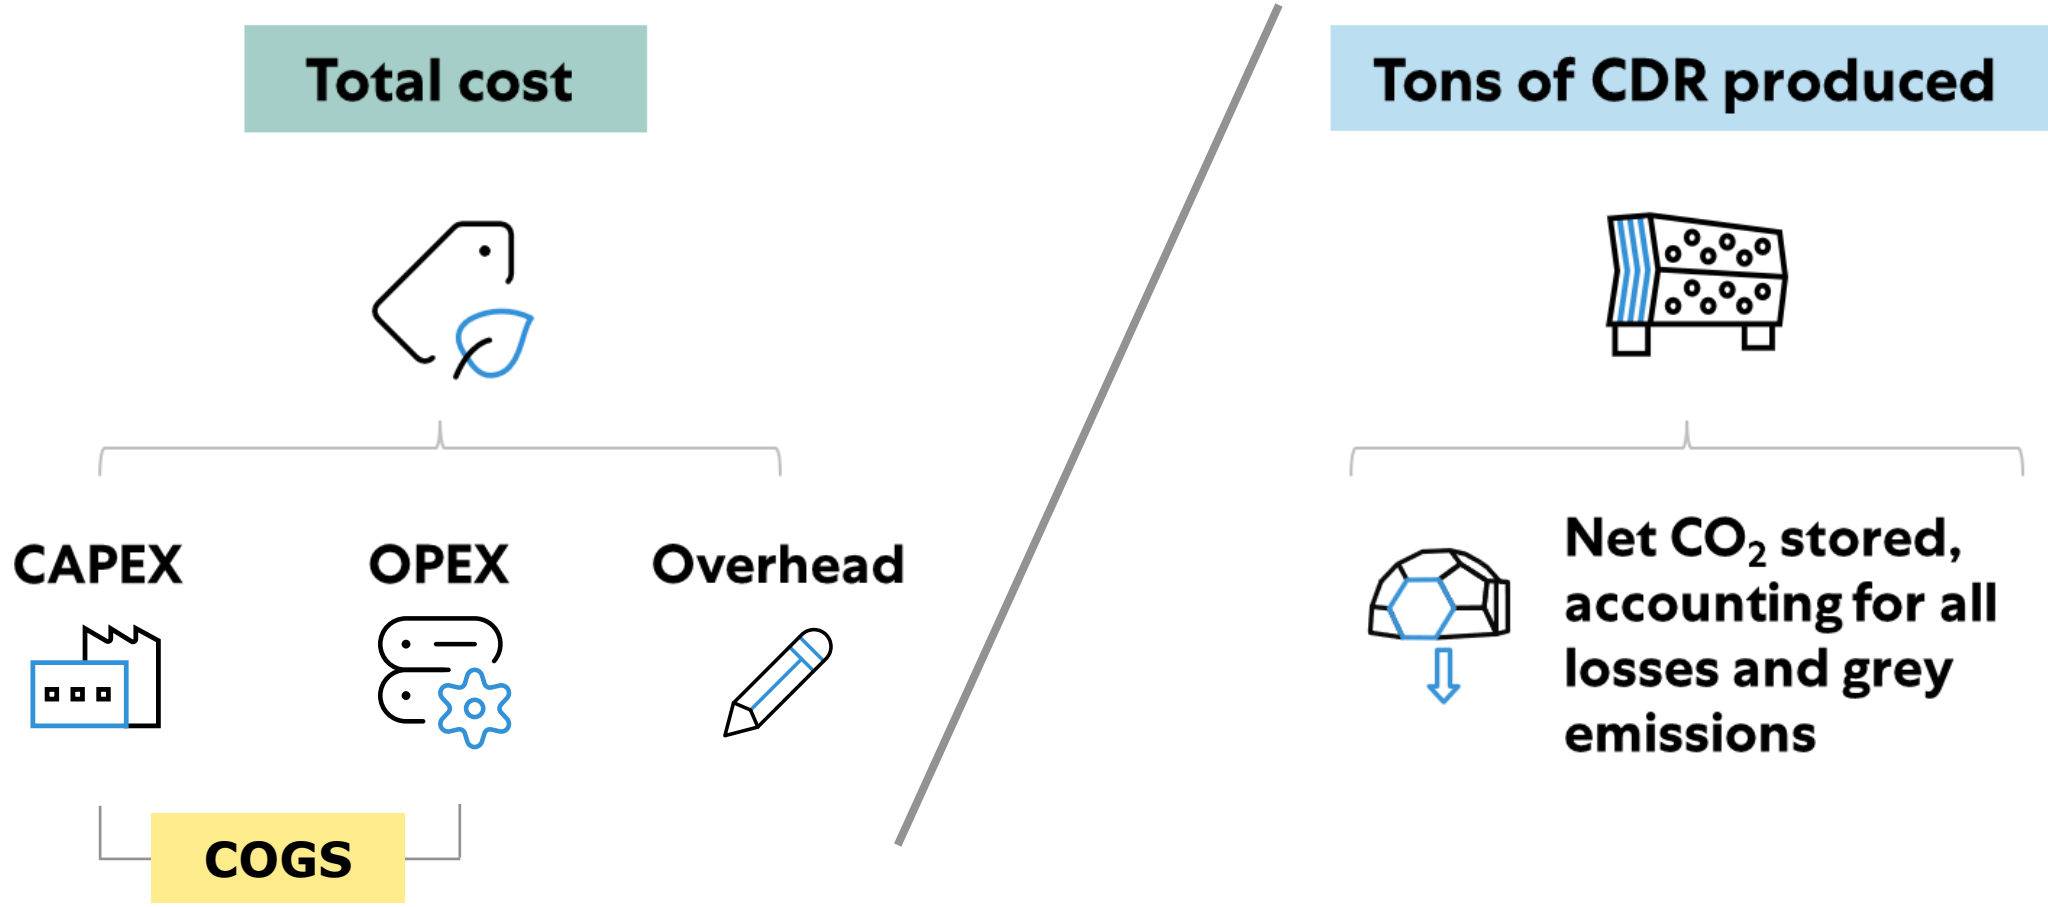 Total cost
Tons of CDR produced
CAPEX
OPEX
Overhead
COGS
Net CO₂ stored,
accounting for all
losses and grey
emissions